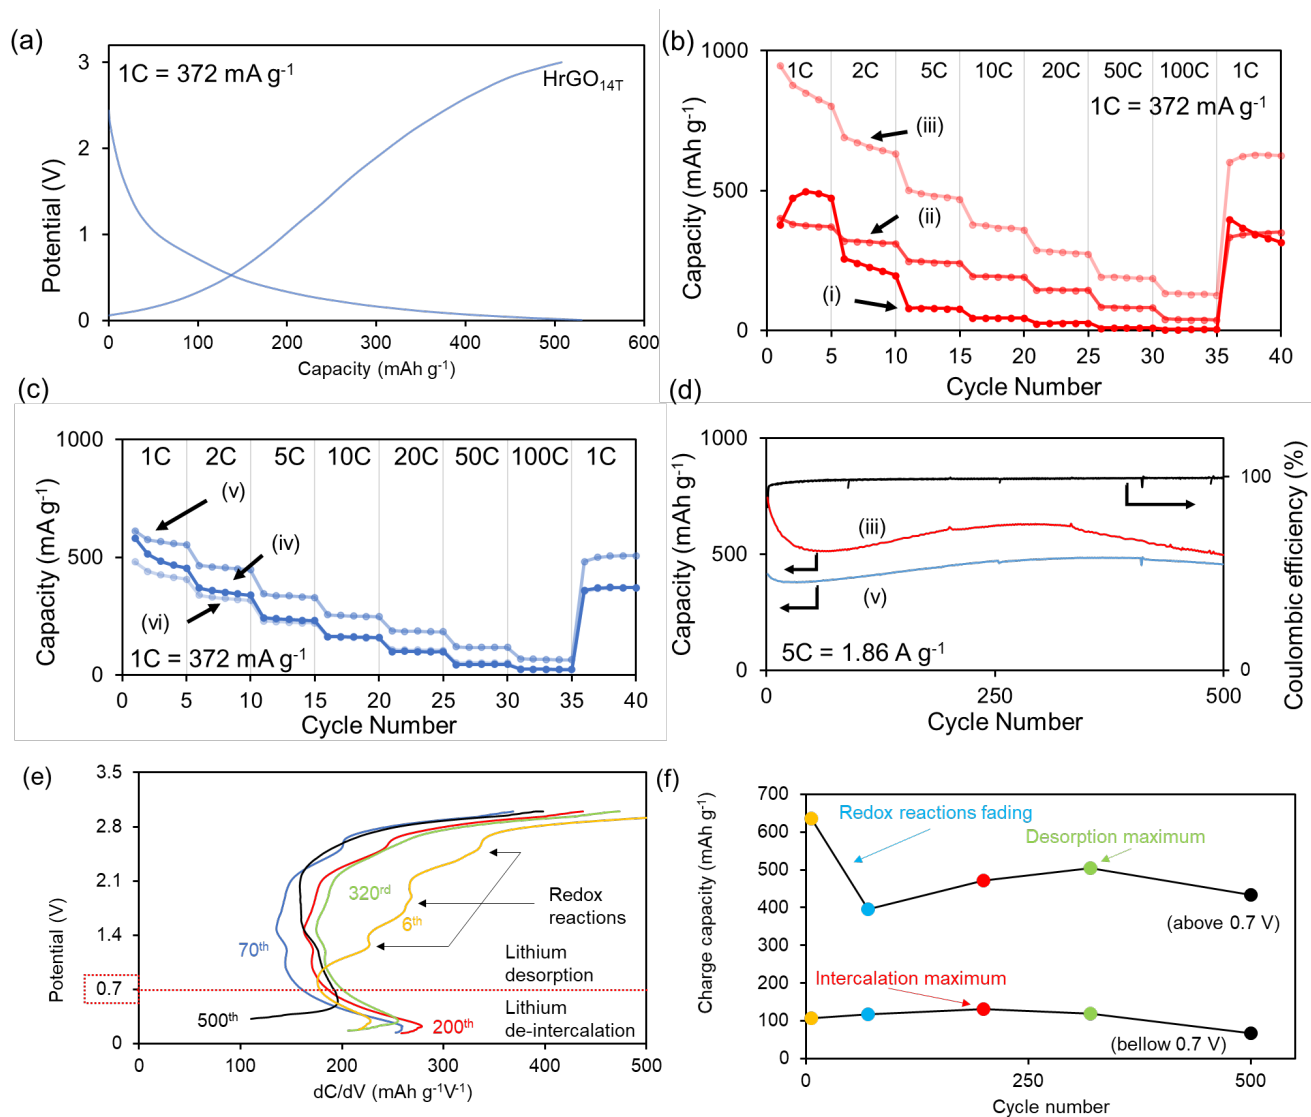 (a)
1C = 372 mA g-1
HrGO14T
Potential (V)
3
2
1
0
0 100 200 300 400 500 600
Capacity (mAh g-1)
(b)
1C 2C 5C 10C 20C 50C 100C 1C
1C = 372 mA g-1
(iii)
(ii)
(i)
Capacity (mAh g-1)
1000
500
0
0 5 10 15 20 25 30 35 40
Cycle Number
(c)
1C 2C 5C 10C 20C 50C 100C 1C
(v)
(iv)
(vi)
1C = 372 mA g-1
Capacity (mA g-1)
1000
500
0
0 5 10 15 20 25 30 35 40
Cycle Number
(d)
Capacity (mAh g-1)
1000
500
0
(iii)
(v)
5C = 1.86 A g-1
100
0
Coulombic efficiency (%)
0 250 500
Cycle Number
(e)
Potential (V)
3.5
2.8
2.1
1.4
0.7
0
320rd
6th
70th
500th
200th
Redox
reactions
Lithium
desorption
Lithium
de-intercalation
0 100 200 300 400 500
dC/dV (mAh g-1V-1)
(f)
Charge capacity (mAh g-1)
700
600
500
400
300
200
100
0
Redox reactions fading
Desorption maximum
(above 0.7 V)
Intercalation maximum
(bellow 0.7 V)
0 250 500
Cycle number